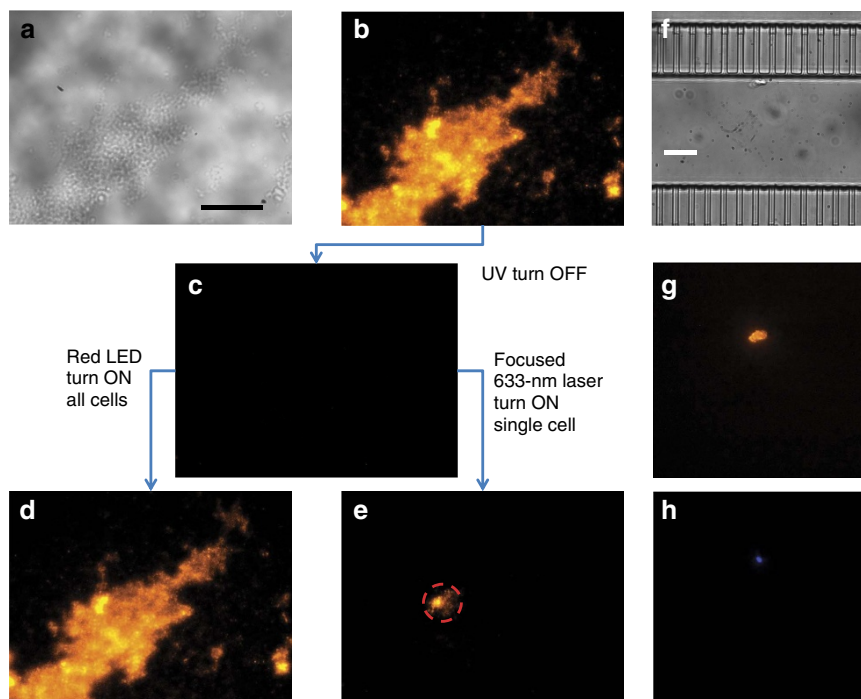 a
b
f
UV turn OFF
c
g
Red LED
turn ON
all cells
Focused
633-nm laser
turn ON
single cell
d
e
h